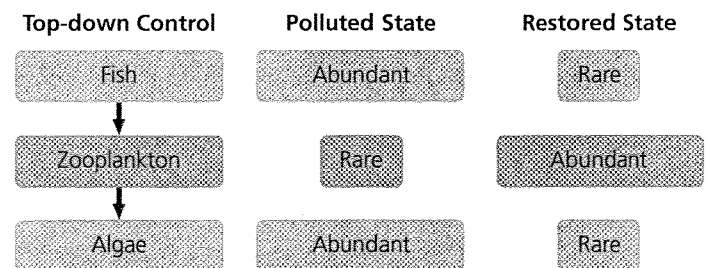 Top-down Control Polluted State Restored State
Fish Abundant Rare
Zooplankton Rare Abundant
Algae Abundant Rare